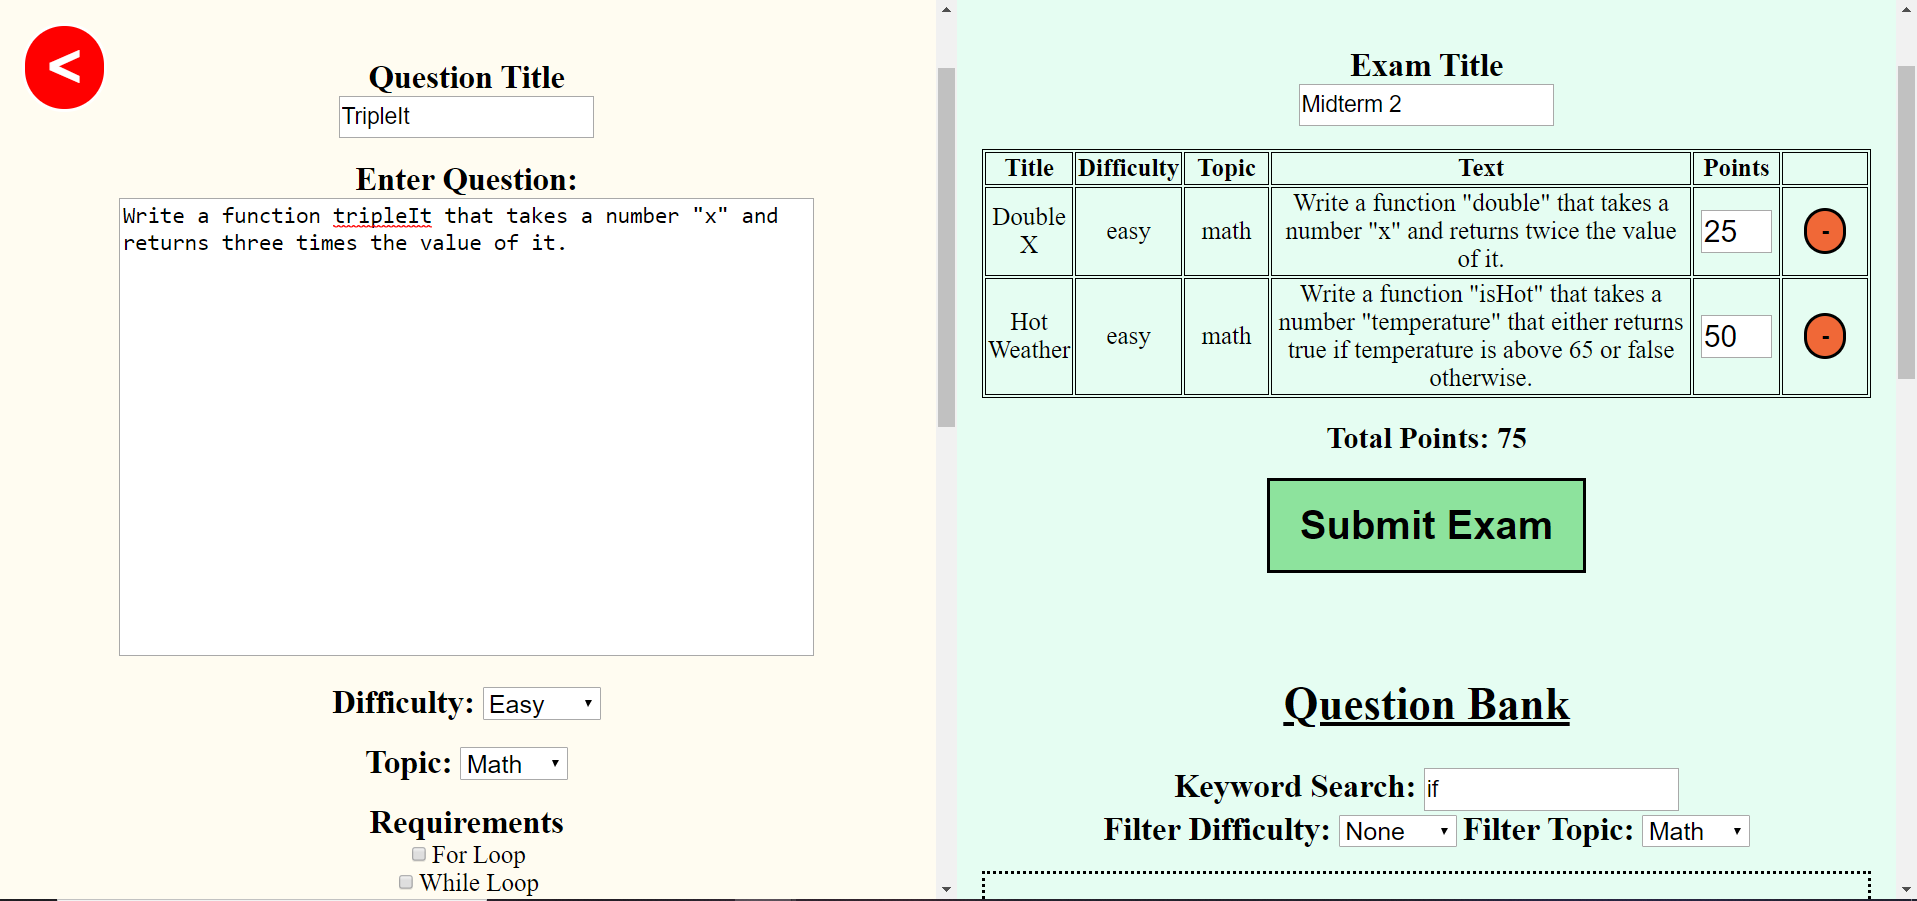 <
Question Title
TripleIt
Enter Question:
Write a function tripleIt that takes a number "x" and
returns three times the value of it.
Difficulty: Easy
Topic: Math
Requirements
For Loop
While Loop
Exam Title
Midterm 2
Title Difficulty Topic Text Points
Double
X
easy
math
Write a function "double" that takes a
number "x" and returns twice the value
of it.
25
-
Hot
Weather
easy
math
Write a function "isHot" that takes a
number "temperature" that either returns
true if temperature is above 65 or false
otherwise.
50
-
Total Points: 75
Submit Exam
Question Bank
Keyword Search: if
Filter Difficulty: None Filter Topic: Math